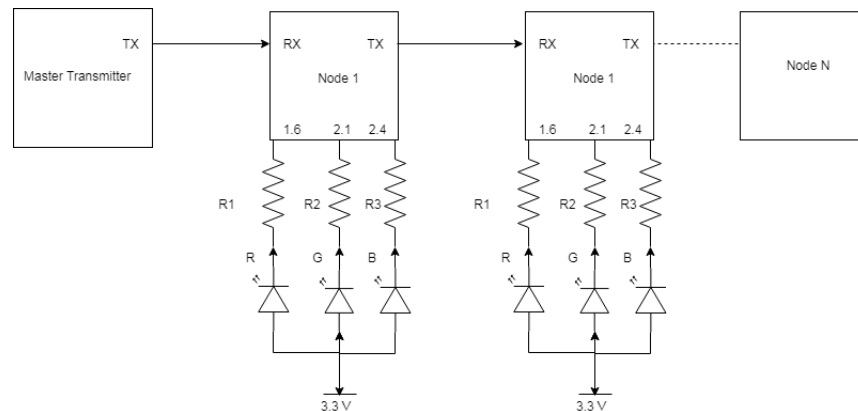 TX
RX
TX
RX
TX
Master Transmitter
Node 1
Node 1
Node N
1.6
2.1
2.4
1.6
2.1
2.4
R1
R2
R3
R1
R2
R3
R
G
B
R
G
B
3.3 V
3.3 V